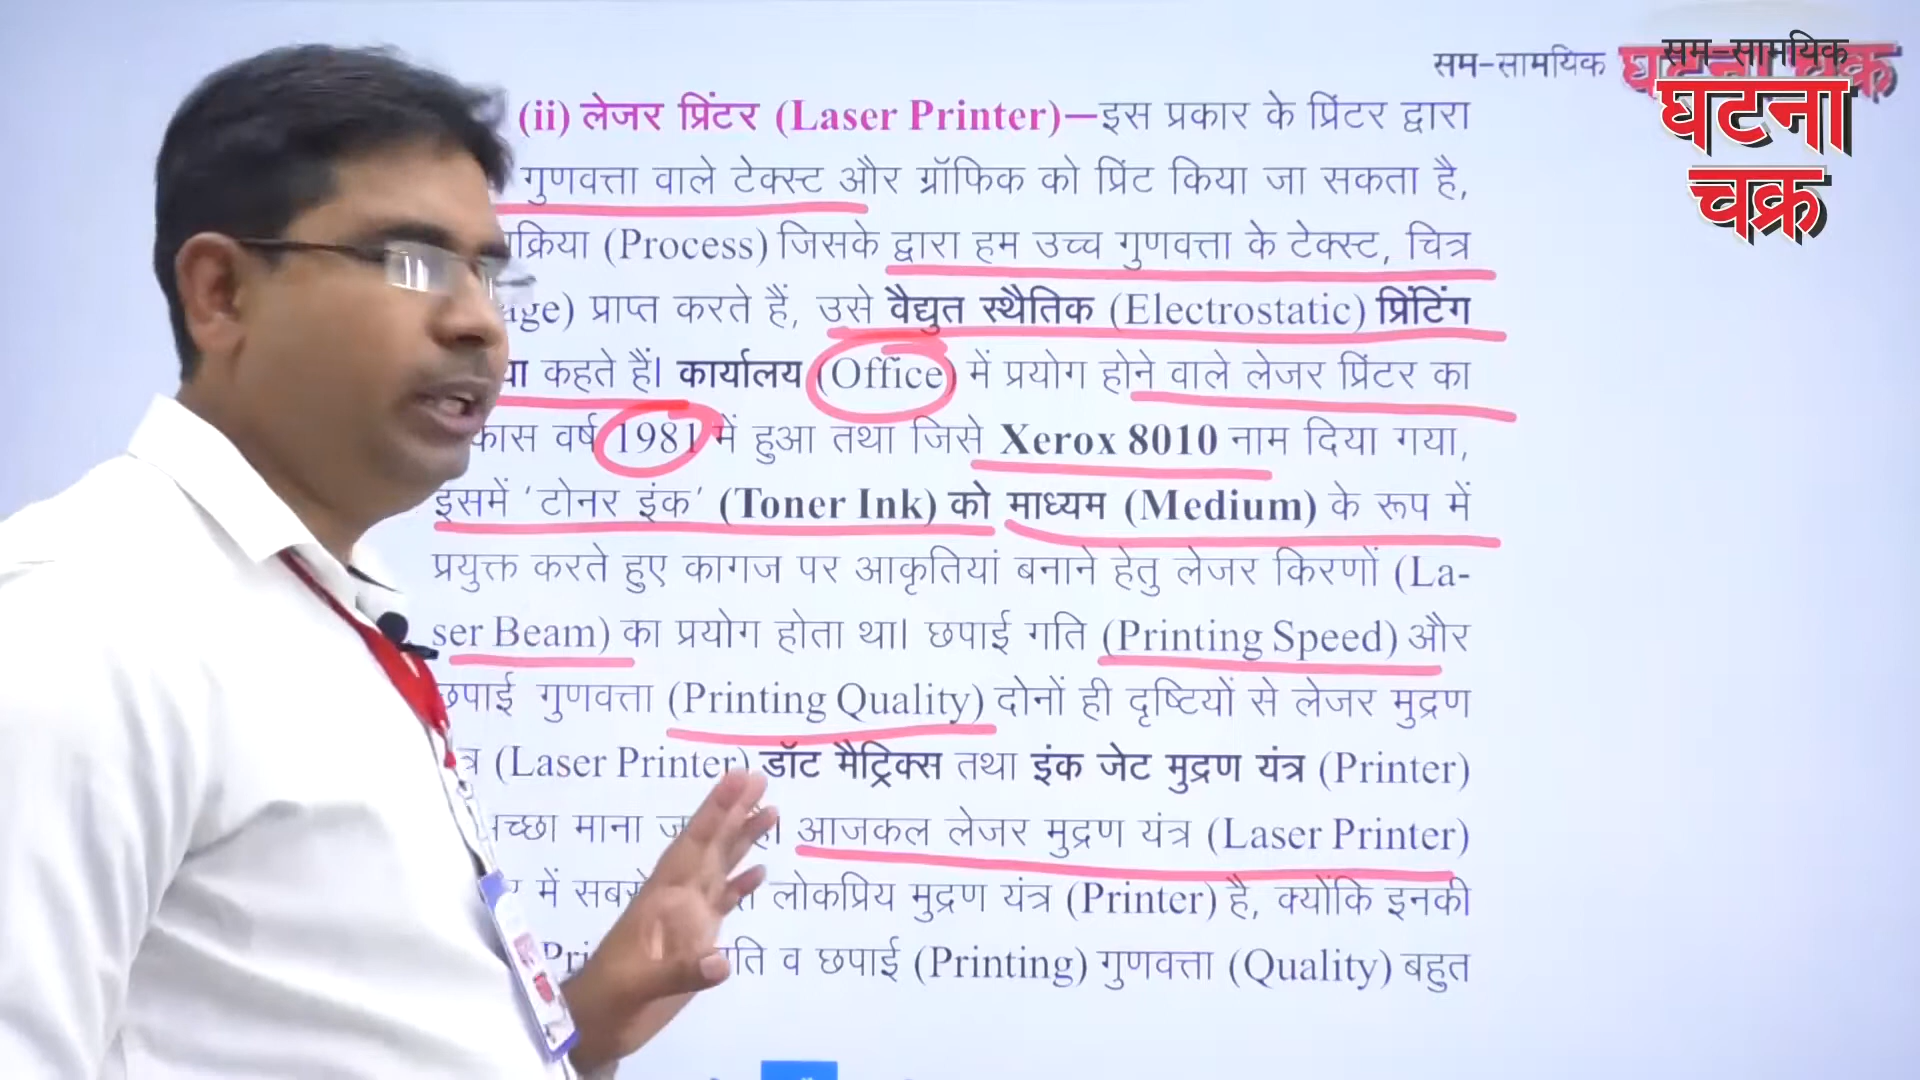 सम-सामयिक घटना चक्र
सम-सामयिक
घटना
चक्र
(ii) लेजर प्रिंटर (Laser Printer)—इस प्रकार के प्रिंटर द्वारा
गुणवत्ता वाले टेक्स्ट और ग्रॉफिक को प्रिंट किया जा सकता है,
(Process) जिसके द्वारा हम उच्च गुणवत्ता के टेक्स्ट, चित्र
प्राप्त करते हैं, उसे वैद्युत स्थैतिक (Electrostatic) प्रिंटिंग
कहते हैं। कार्यालय (Office) में प्रयोग होने वाले लेजर प्रिंटर का
वर्ष 1981 में हुआ तथा जिसे Xerox 8010 नाम दिया गया,
इसमें 'टोनर इंक' (Toner Ink) को माध्यम (Medium) के रूप में
प्रयुक्त करते हुए कागज पर आकृतियां बनाने हेतु लेजर किरणों (La-
ser Beam) का प्रयोग होता था। छपाई गति (Printing Speed) और
छपाई गुणवत्ता (Printing Quality) दोनों ही दृष्टियों से लेजर मुद्रण
(Laser Printer) डॉट मैट्रिक्स तथा इंक जेट मुद्रण यंत्र (Printer)
माना आजकल लेजर मुद्रण यंत्र (Laser Printer)
में लोकप्रिय मुद्रण यंत्र (Printer) है, क्योंकि इनकी
व छपाई (Printing) गुणवत्ता (Quality) बहुत